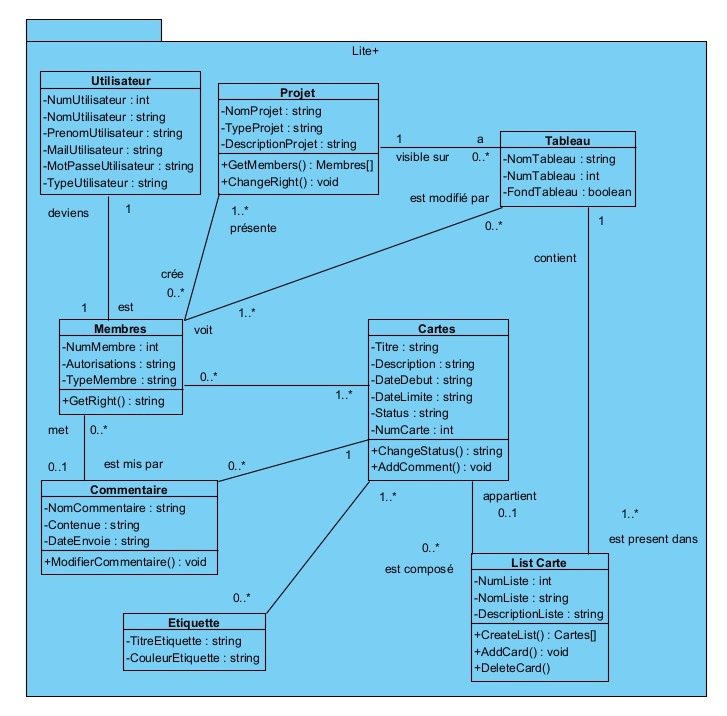 Lite+
Utilisateur
-NumUtilisateur : int
-NomUtilisateur : string
-PrenomUtilisateur : string
-MailUtilisateur : string
-MotPasseUtilisateur : string
-TypeUtilisateur : string
Projet
-NomProjet : string
-TypeProjet : string
-DescriptionProjet : string
+GetMembers() : Membres[]
+ChangeRight() : void
1
a
visible sur
0..*
Tableau
-NomTableau : string
-NumTableau : int
-FondTableau : boolean
deviens
1
1..*
présente
est modifié par
0..*
1
contient
crée
0..*
1
est
1..*
voit
Membres
-NumMembre : int
-Autorisations : string
-TypeMembre : string
+GetRight() : string
0..*
1..*
Cartes
-Titre : string
-Description : string
-DateDebut : string
-DateLimite : string
-Status : string
-NumCarte : int
+ChangeStatus() : string
+AddComment() : void
met
0..*
0..1
est mis par
0..*
1
Commentaire
-NomCommentaire : string
-Contenue : string
-DateEnvoie : string
+ModifierCommentaire() : void
1..*
appartient
0..1
1..*
est present dans
0..*
est composé
List Carte
-NumListe : int
-NomListe : string
-DescriptionListe : string
+CreateList() : Cartes[]
+AddCard() : void
+DeleteCard()
0..*
Etiquette
-TitreEtiquette : string
-CouleurEtiquette : string